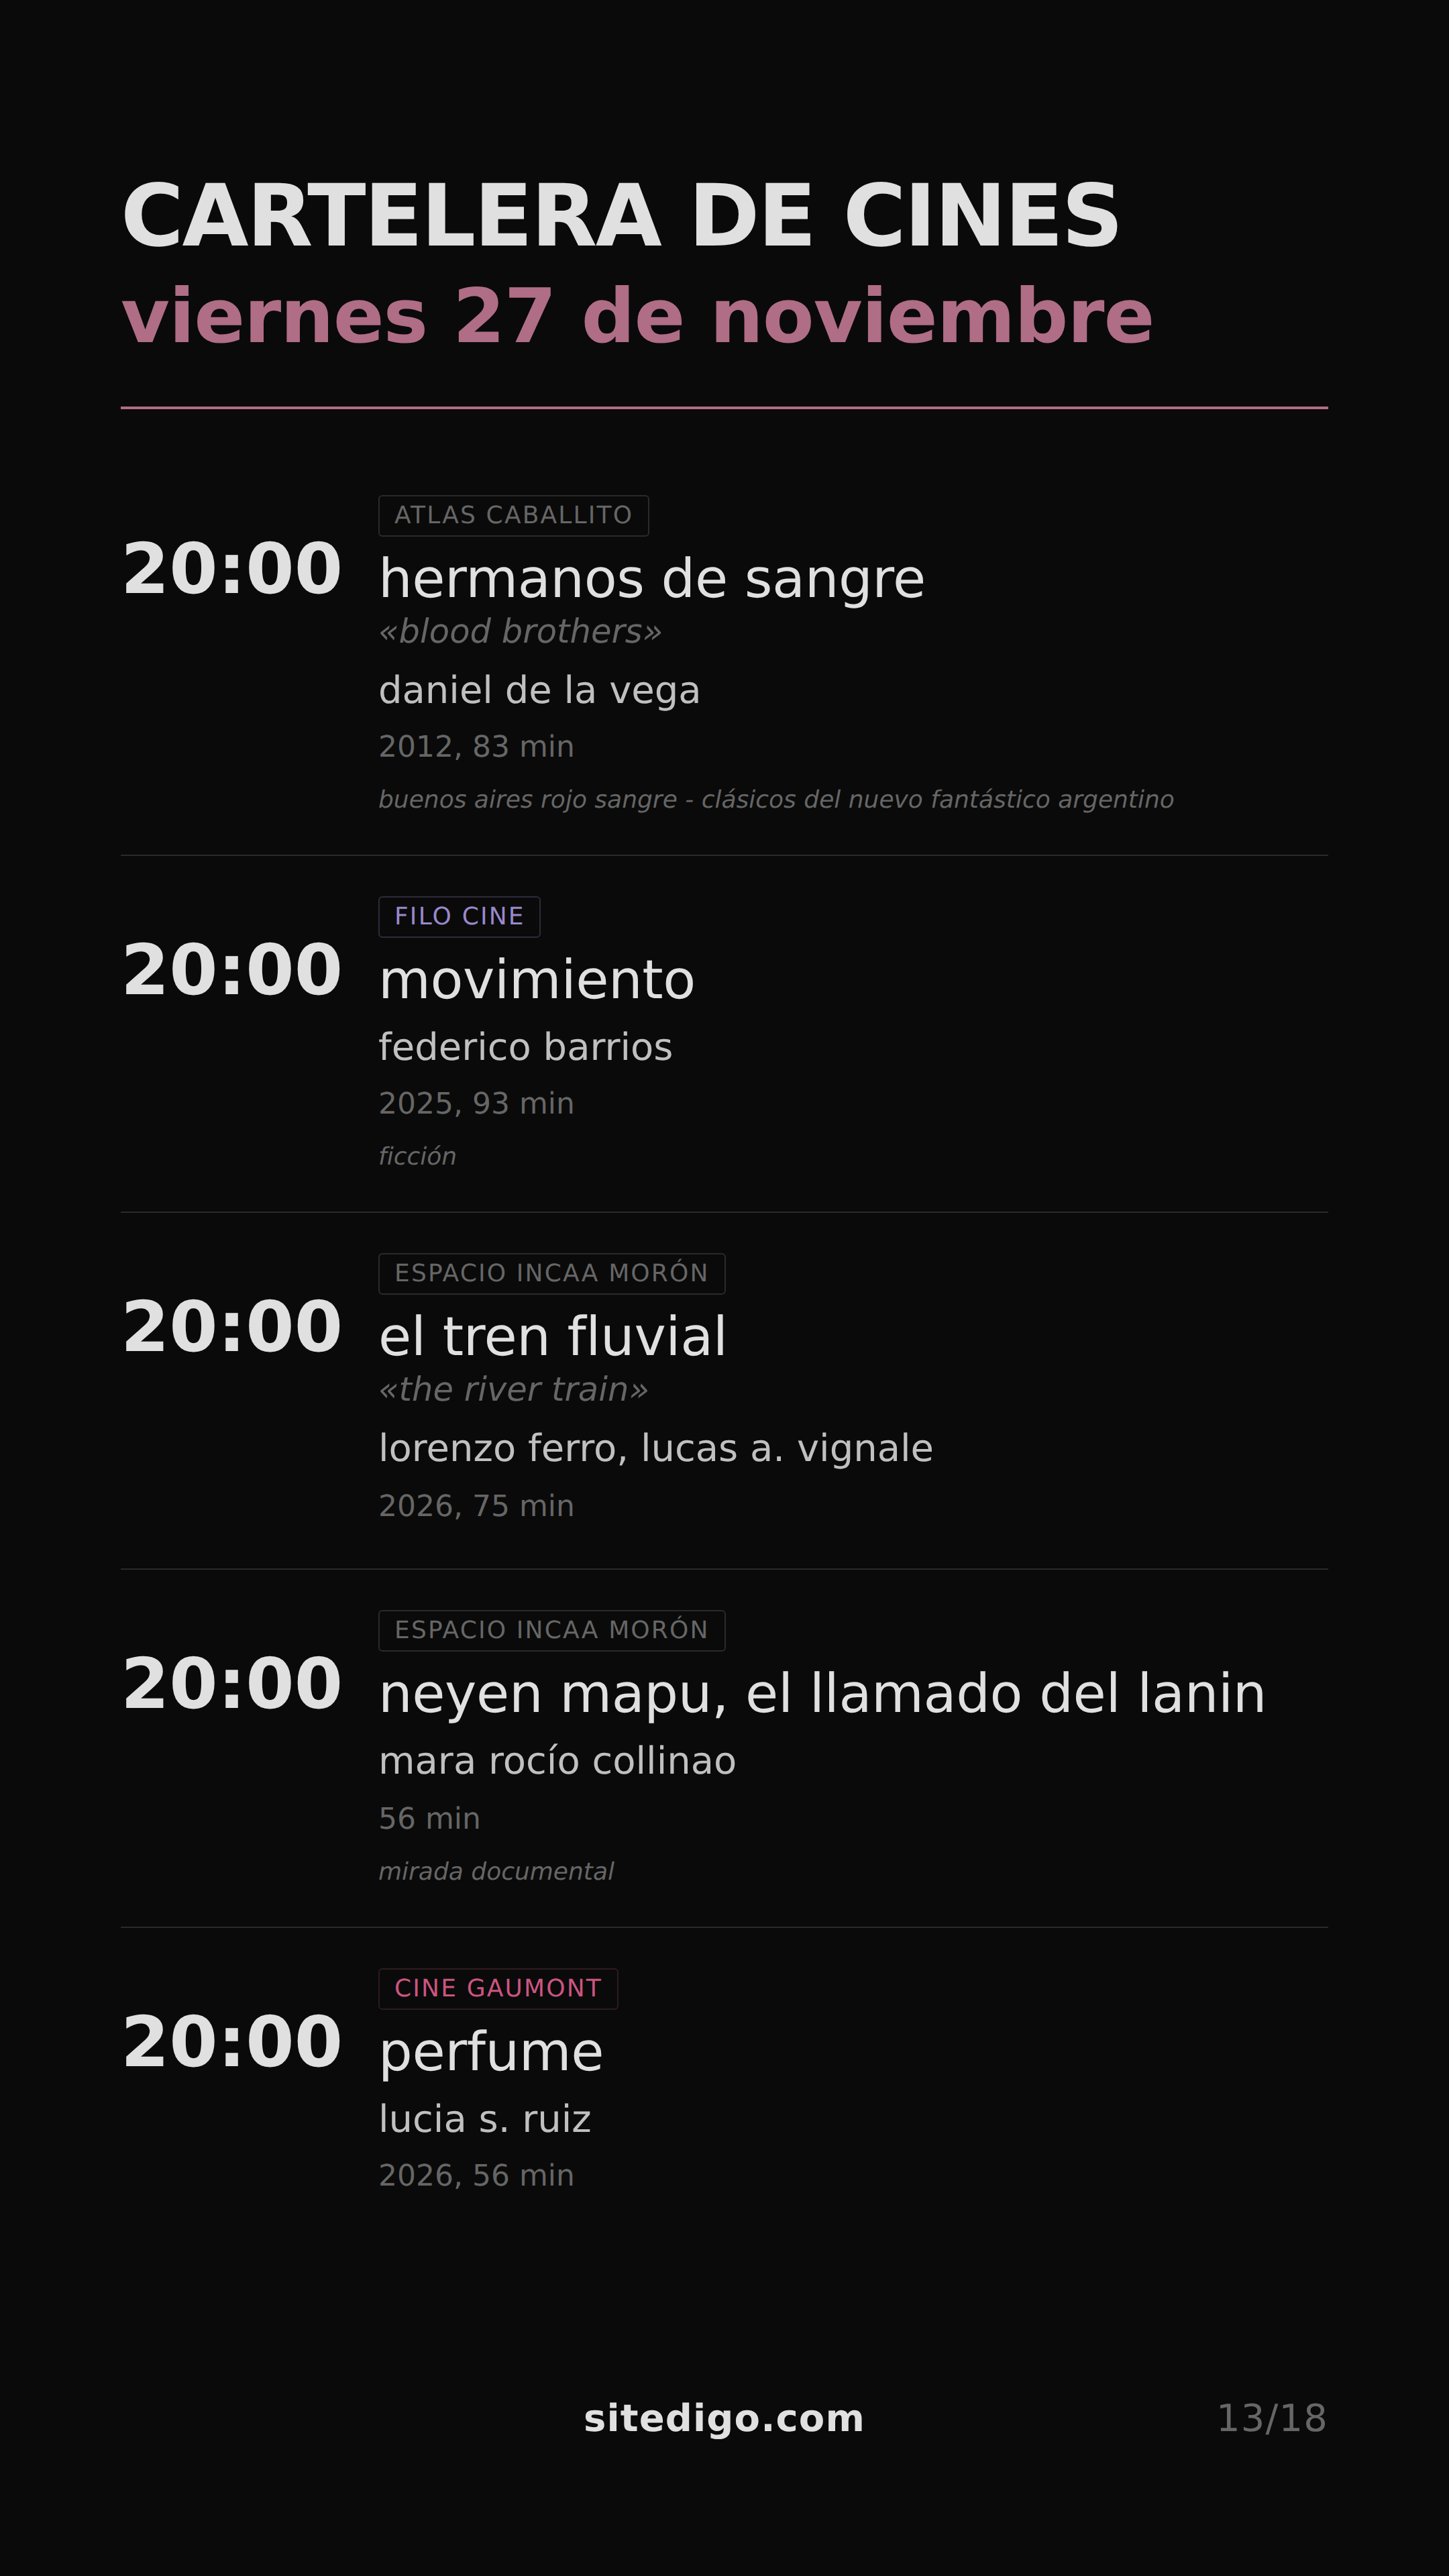 CARTELERA DE CINES
viernes 27 de noviembre
ATLAS CABALLITO
20:00
hermanos de sangre
«blood brothers»
daniel de la vega
2012, 83 min
buenos aires rojo sangre - clásicos del nuevo fantástico argentino
FILO CINE
20:00
movimiento
federico barrios
2025, 93 min
ficción
ESPACIO INCAA MORÓN
20:00
el tren fluvial
«the river train»
lorenzo ferro, lucas a. vignale
2026, 75 min
ESPACIO INCAA MORÓN
20:00
neyen mapu, el llamado del lanin
mara rocío collinao
56 min
mirada documental
CINE GAUMONT
20:00
perfume
lucia s. ruiz
2026, 56 min
sitedigo.com
13/18